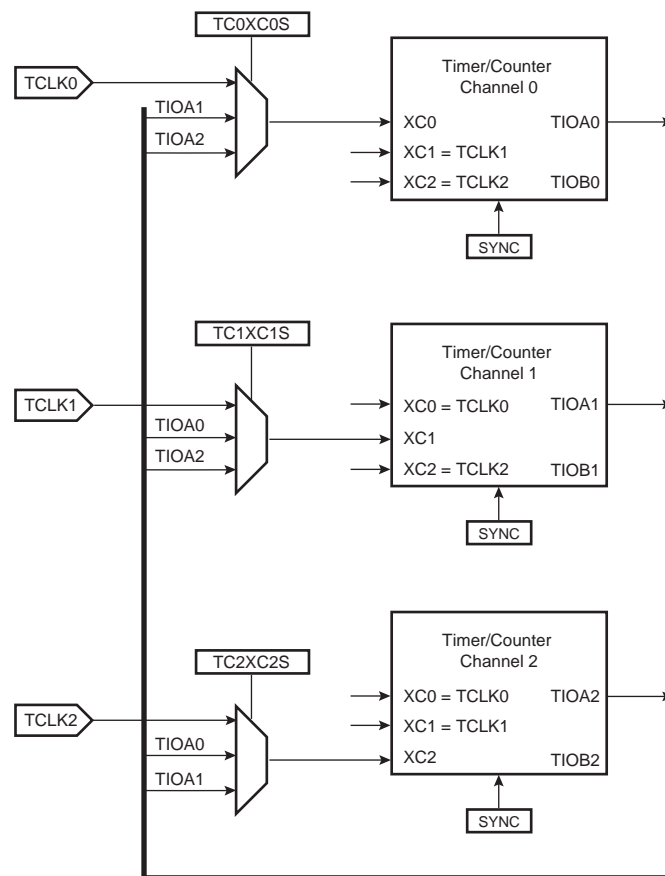 TC0XC0S
TCLK0
TIOA1
TIOA2
Timer/Counter
Channel 0
XC0
TIOA0
XC1 = TCLK1
XC2 = TCLK2
TIOB0
SYNC
TC1XC1S
TCLK1
TIOA0
TIOA2
Timer/Counter
Channel 1
XC0 = TCLK0
TIOA1
XC1
XC2 = TCLK2
TIOB1
SYNC
TC2XC2S
TCLK2
TIOA0
TIOA1
Timer/Counter
Channel 2
XC0 = TCLK0
TIOA2
XC1 = TCLK1
XC2
TIOB2
SYNC